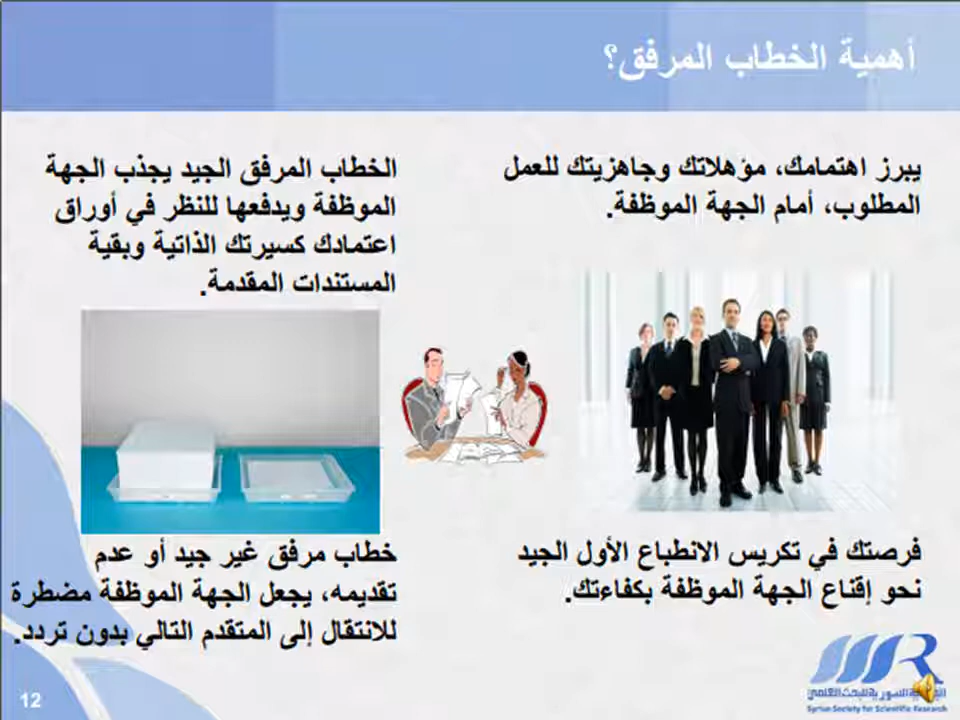 أهمية الخطاب المرفق؟
يبرز اهتمامك، مؤهلاتك وجاهزيتك للعمل
المطلوب، أمام الجهة الموظفة.
فرصتك في تكريس الانطباع الأول الجيد
نحو إقناع الجهة الموظفة بكفاءتك.
الخطاب المرفق الجيد يجذب الجهة
الموظفة ويدفعها للنظر في أوراق
اعتمادك كسيرتك الذاتية وبقية
المستندات المقدمة.
خطاب مرفق غير جيد أو عدم
تقديمه، يجعل الجهة الموظفة مضطرة
للانتقال إلى المتقدم التالي بدون تردد.
السورية للبحث العلمي
Syrian Society for Scientific Research
12